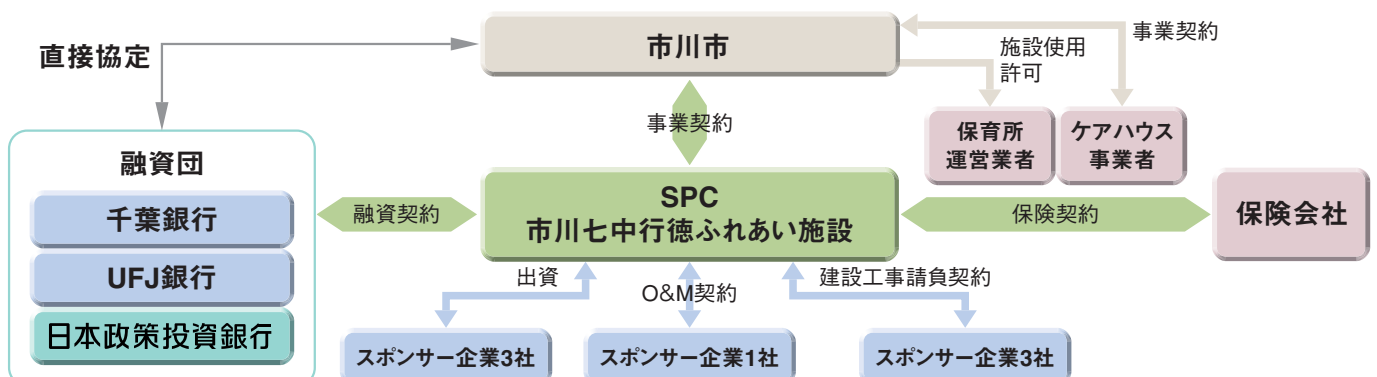 直接協定
市川市
事業契約
施設使用
許可
事業契約
保育所
運営業者
ケアハウス
事業者
融資団
千葉銀行
UFJ銀行
日本政策投資銀行
融資契約
SPC
市川七中行徳ふれあい施設
保険契約
保険会社
出資
O&M契約
建設工事請負契約
スポンサー企業3社
スポンサー企業1社
スポンサー企業3社